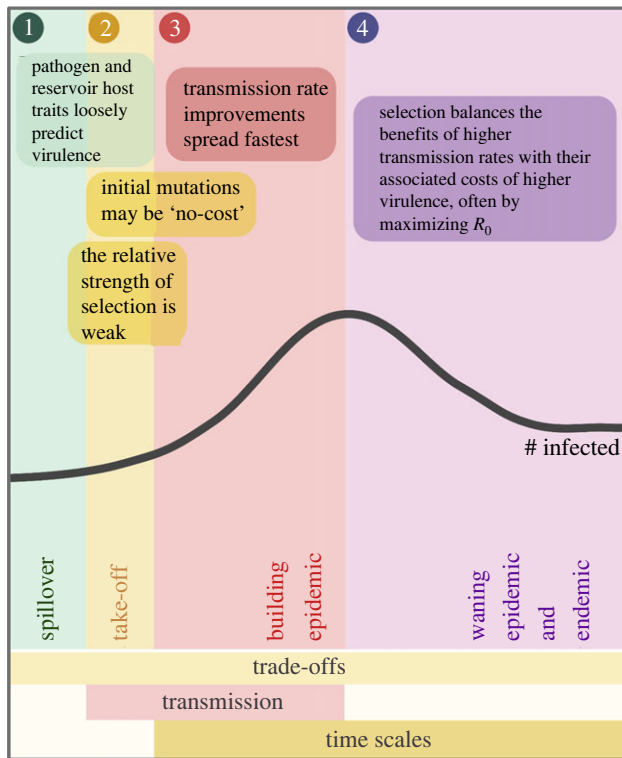 1
2
3
4
pathogen and
reservoir host
traits loosely
predict
virulence
transmission rate
improvements
spread fastest
selection balances the
benefits of higher
transmission rates with their
associated costs of higher
virulence, often by
maximizing R₀
initial mutations
may be ‘no-cost’
the relative
strength of
selection is
weak
# infected
spillover
take-off
building
epidemic
waning
epidemic
and
endemic
trade-offs
transmission
time scales